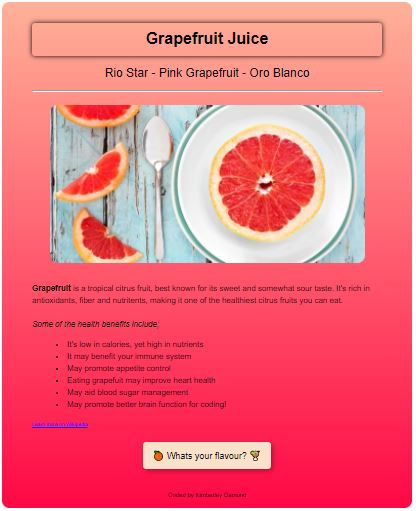 Grapefruit Juice
Rio Star - Pink Grapefruit - Oro Blanco
Grapefruit is a tropical citrus fruit, best known for its sweet and somewhat sour taste. It's rich in
antioxidants, fiber and nutritents, making it one of the healthiest citrus fruits you can eat.
Some of the health benefits include;
It's low in calories, yet high in nutrients
It may benefit your immune system
May promote appetite control
Eating grapefuit may improve heart health
May aid blood sugar management
May promote better brain function for coding!
Learn more on Wikipedia
🍊 Whats your flavour? 🍹
Coded by Kimberley